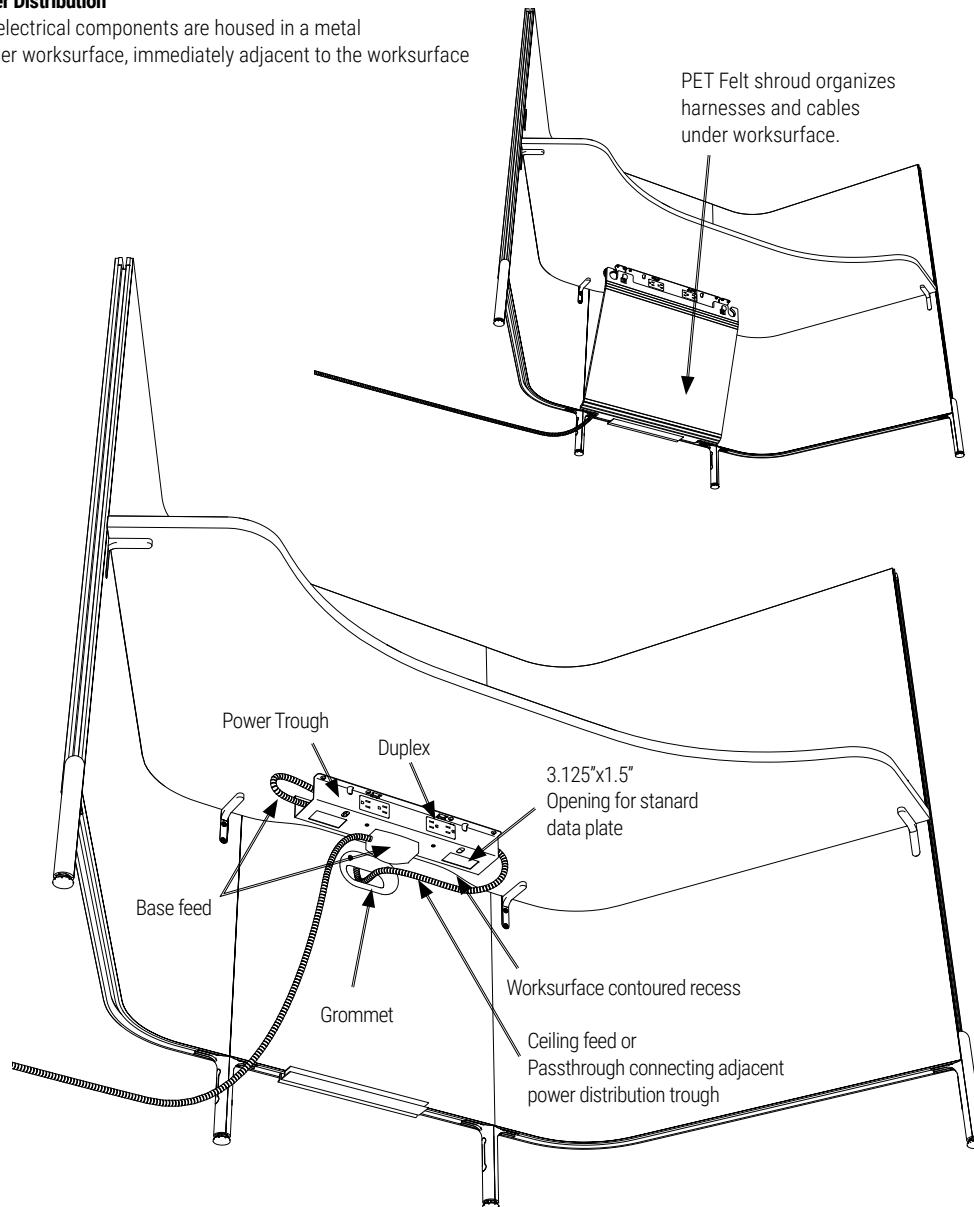 er Distribution
electrical components are housed in a metal
er worksurface, immediately adjacent to the worksurface
PET Felt shroud organizes
harnesses and cables
under worksurface.
Power Trough
Duplex
3.125"x1.5"
Opening for stanard
data plate
Base feed
Grommet
Worksurface contoured recess
Ceiling feed or
Passthrough connecting adjacent
power distribution trough